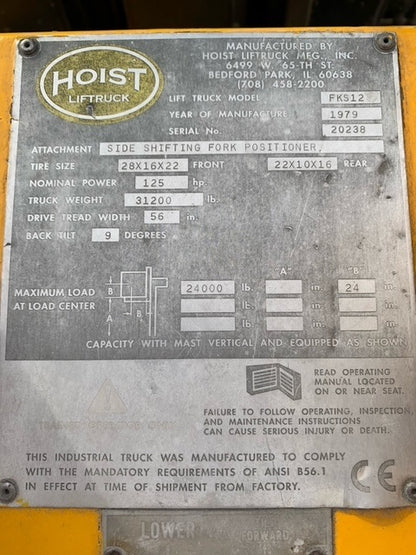 HOIST
LIFTRUCK
MANUFACTURED BY
HOIST LIFTRUCK MFG., INC.
6499 W. 65TH ST.
BEDFORD PARK, IL 60638
(708) 458-2200
LIFT TRUCK MODEL FKS12
YEAR OF MANUFACTURE 1979
SERIAL NO. 20238
ATTACHMENT SIDE SHIFTING FORK POSITIONER.
TIRE SIZE 28X16X22 FRONT 22X10X16 REAR
NOMINAL POWER 125 hp.
TRUCK WEIGHT 31200 lb.
DRIVE TREAD WIDTH 56 in.
BACK TILT 9 DEGREES
"A" "B"
MAXIMUM LOAD B 24000 lb. in. 24 in.
AT LOAD CENTER A B lb. in. in.
lb. in. in.
CAPACITY WITH MAST VERTICAL AND EQUIPPED AS SHOWN
READ OPERATING
MANUAL LOCATED
ON OR NEAR SEAT.
FAILURE TO FOLLOW OPERATING, INSPECTION,
AND MAINTENANCE INSTRUCTIONS
CAN CAUSE SERIOUS INJURY OR DEATH.
THIS INDUSTRIAL TRUCK WAS MANUFACTURED TO COMPLY
WITH THE MANDATORY REQUIREMENTS OF ANSI B56.1
IN EFFECT AT TIME OF SHIPMENT FROM FACTORY.
CE
LOWER FORWARD